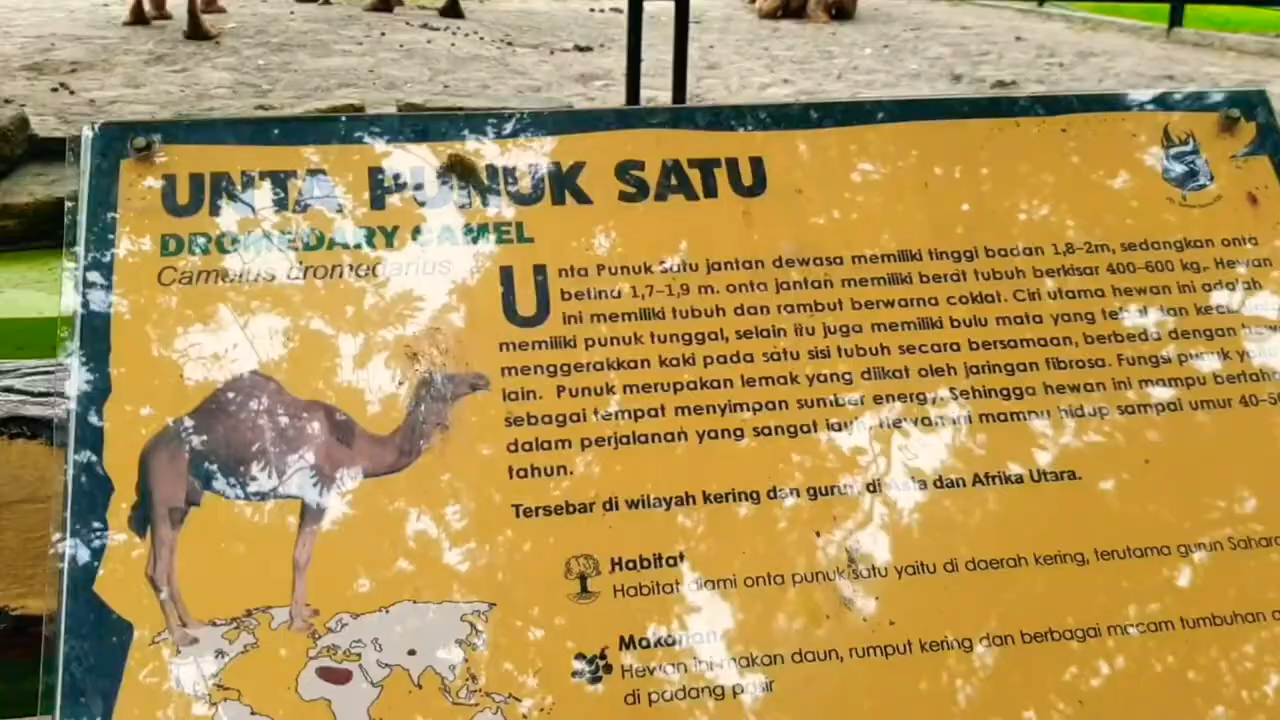 UNTA PUNUK SATU
DROMEDARY CAMEL
Camelus dromedarius
Unta Punuk Satu jantan dewasa memiliki tinggi badan 1,8-2m, sedangkan onta
betina 1,7-1,9 m. onta jantan memiliki berat tubuh berkisar 400-600 kg,. Hewan
ini memiliki tubuh dan rambut berwarna coklat. Ciri utama hewan ini adalah
memiliki punuk tunggal, selain itu juga memiliki bulu mata yang tebal dan
menggerakkan kaki pada satu sisi tubuh secara bersamaan, berbeda dengan
lain. Punuk merupakan lemak yang diikat oleh jaringan fibrosa. Fungsi punuk
sebagai tempat menyimpan sumber energy. Sehingga hewan ini mampu
dalam perjalanan yang sangat jauh. Hewan ini mampu hidup sampai umur
tahun.
Tersebar di wilayah kering dan gurun, di Asia dan Afrika Utara.
Habitat
Habitat alami onta punuk satu yaitu di daerah kering, terutama gurun Sahara
Makanan
Hewan ini makan daun, rumput kering dan berbagai macam tumbuhan
di padang pasir